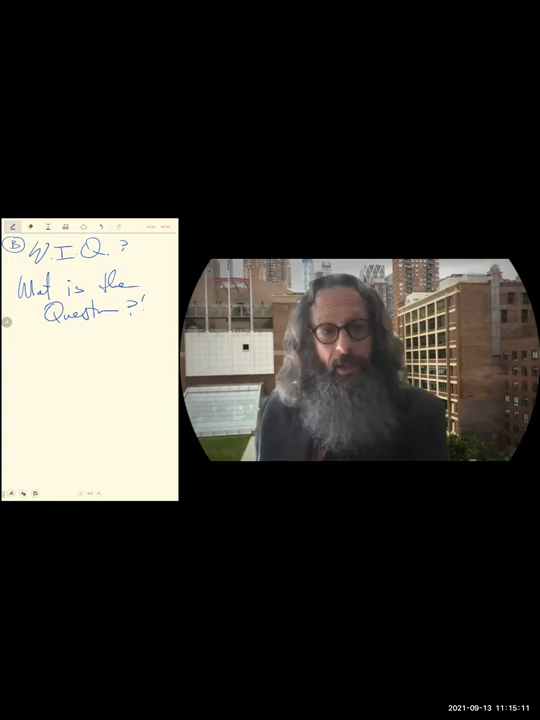 B W.I.Q.?
What is the
Question?!
2021-09-13 11:15:11